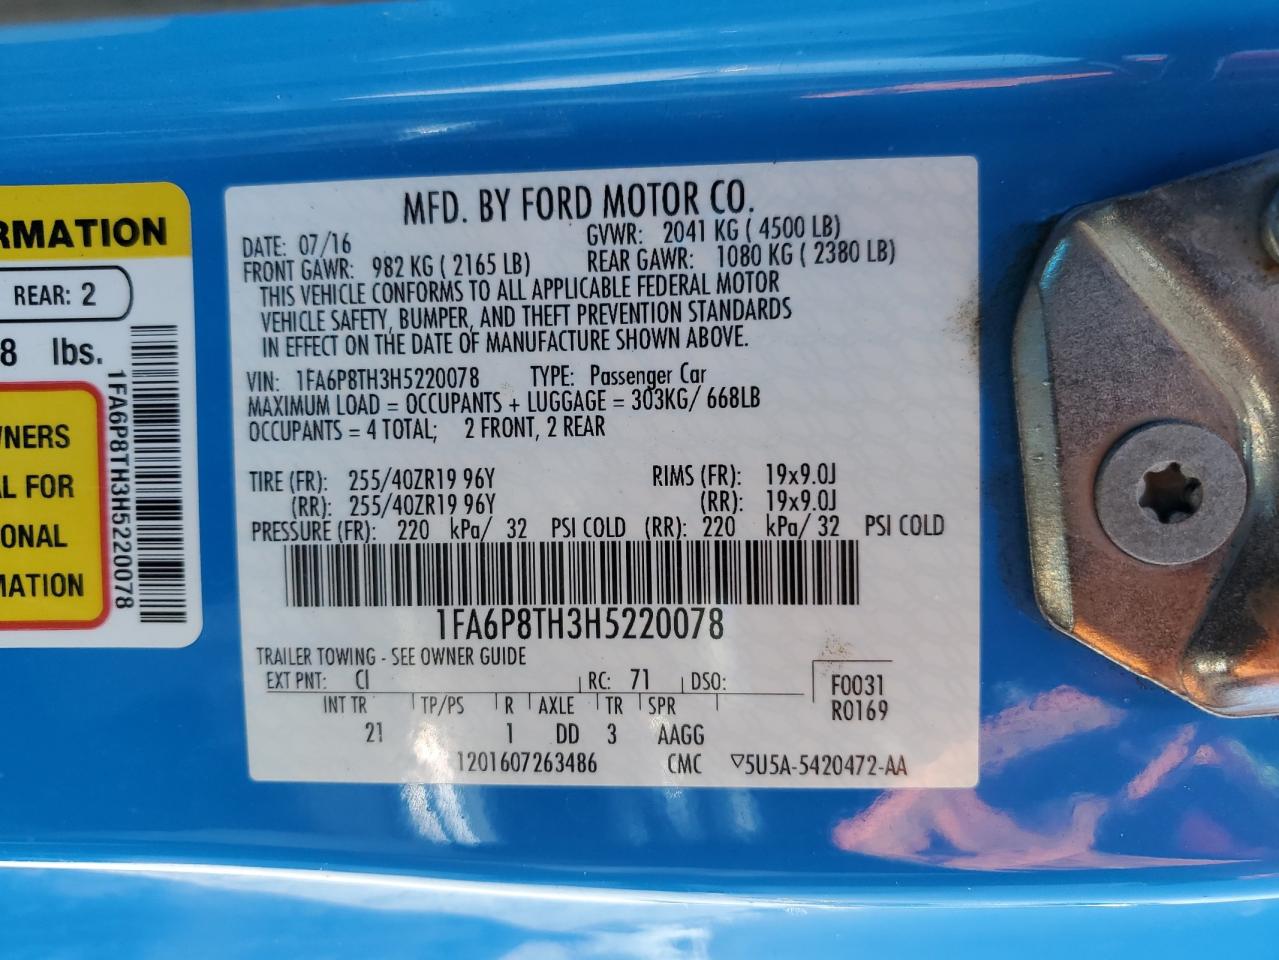 RMATION
REAR: 2
8 lbs.
1FA6P8TH3H5220078
NERS
L FOR
ONAL
MATION
MFD. BY FORD MOTOR CO.
DATE: 07/16 GVWR: 2041 KG ( 4500 LB)
FRONT GAWR: 982 KG ( 2165 LB) REAR GAWR: 1080 KG ( 2380 LB)
THIS VEHICLE CONFORMS TO ALL APPLICABLE FEDERAL MOTOR
VEHICLE SAFETY, BUMPER, AND THEFT PREVENTION STANDARDS
IN EFFECT ON THE DATE OF MANUFACTURE SHOWN ABOVE.
VIN: 1FA6P8TH3H5220078 TYPE: Passenger Car
MAXIMUM LOAD = OCCUPANTS + LUGGAGE = 303KG/ 668LB
OCCUPANTS = 4 TOTAL; 2 FRONT, 2 REAR
TIRE (FR): 255/40ZR19 96Y RIMS (FR): 19x9.0J
(RR): 255/40ZR19 96Y (RR): 19x9.0J
PRESSURE (FR): 220 kPa/ 32 PSI COLD (RR): 220 kPa/ 32 PSI COLD
1FA6P8TH3H5220078
TRAILER TOWING - SEE OWNER GUIDE
EXT PNT: CI RC: 71 DSO: F0031
INT TR TP/PS R AXLE TR SPR R0169
21 1 DD 3 AAGG
1201607263486 CMC ▽5U5A-5420472-AA